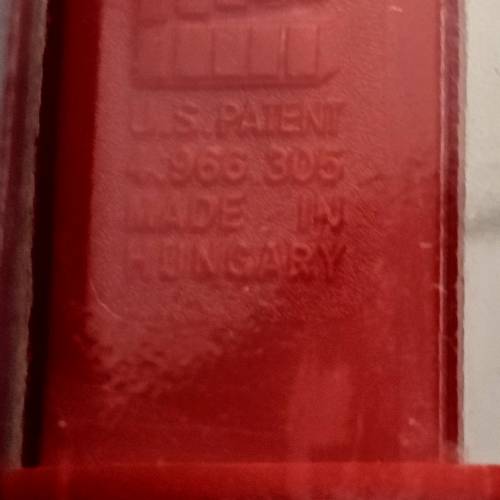 U.S. PATENT
4.966.305
MADE IN
HUNGARY